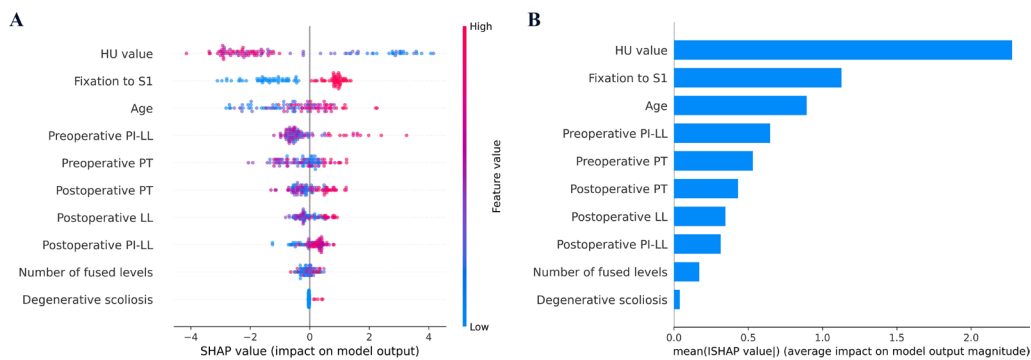 A
HU value
Fixation to S1
Age
Preoperative PI-LL
Preoperative PT
Postoperative PT
Postoperative LL
Postoperative PI-LL
Number of fused levels
Degenerative scoliosis
−4 −2 0 2 4
SHAP value (impact on model output)
High
Feature value
Low
B
HU value
Fixation to S1
Age
Preoperative PI-LL
Preoperative PT
Postoperative PT
Postoperative LL
Postoperative PI-LL
Number of fused levels
Degenerative scoliosis
0.0 0.5 1.0 1.5 2.0
mean(|SHAP value|) (average impact on model output magnitude)